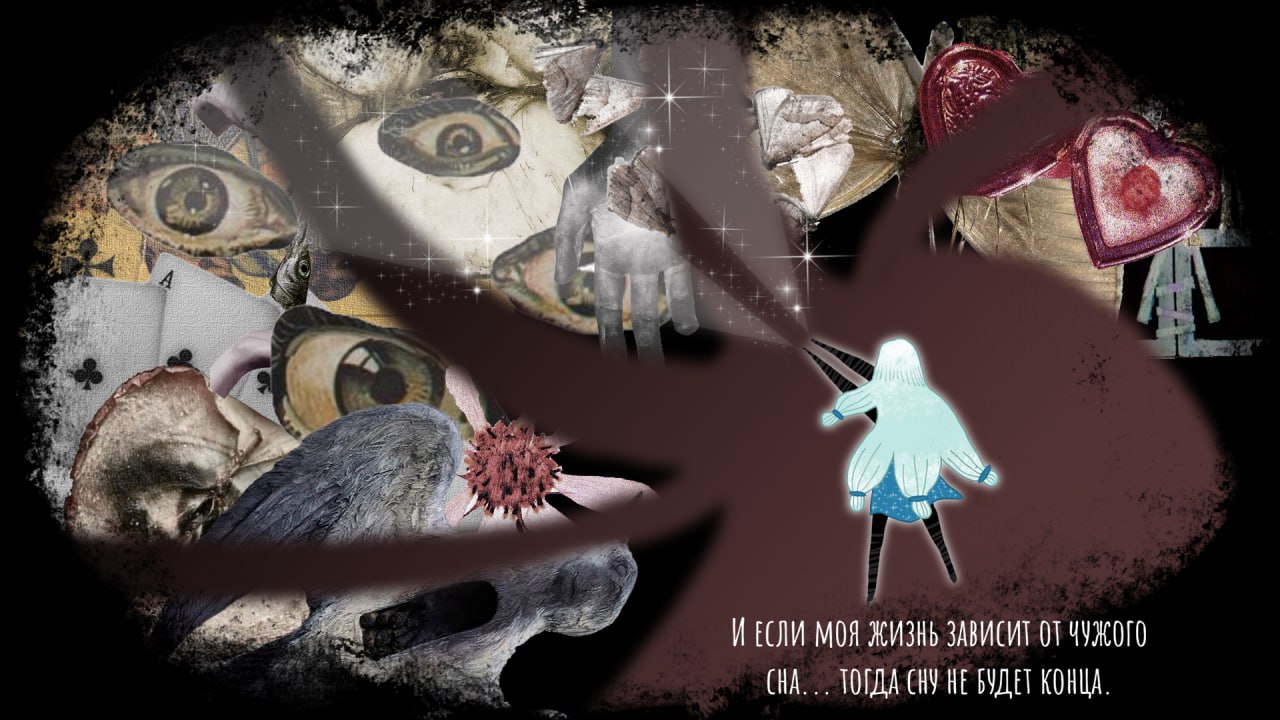 A
И если моя жизнь зависит от чужого
сна... тогда сну не будет конца.